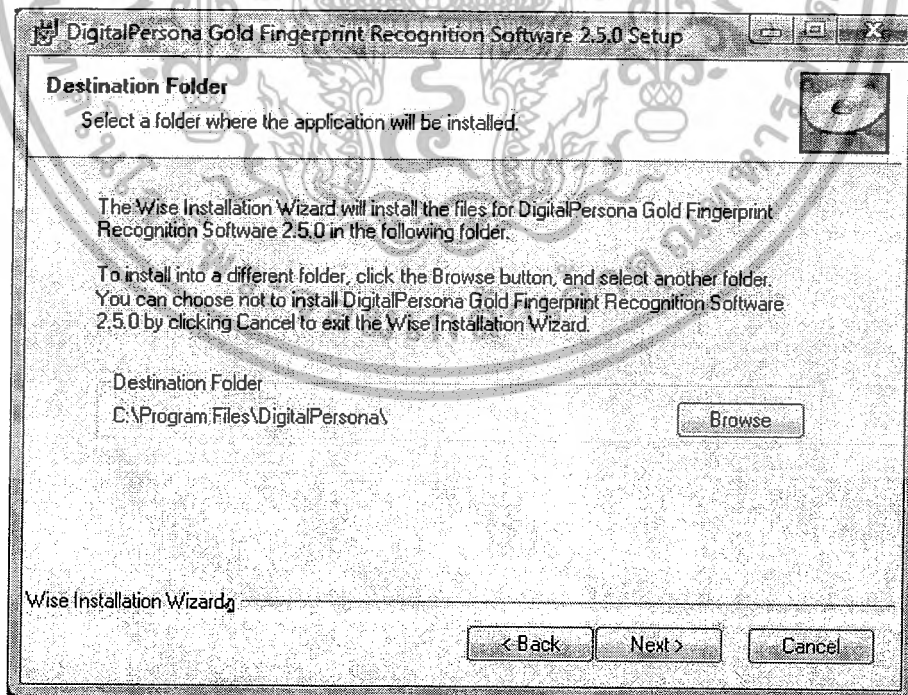 DigitalPersona Gold Fingerprint Recognition Software 2.5.0 Setup
Destination Folder
Select a folder where the application will be installed.
The Wise Installation Wizard will install the files for DigitalPersona Gold Fingerprint
Recognition Software 2.5.0 in the following folder.
To install into a different folder, click the Browse button, and select another folder.
You can choose not to install DigitalPersona Gold Fingerprint Recognition Software
2.5.0 by clicking Cancel to exit the Wise Installation Wizard.
Destination Folder
C:\Program Files\DigitalPersona\
Browse
Wise Installation Wizard
< Back
Next >
Cancel